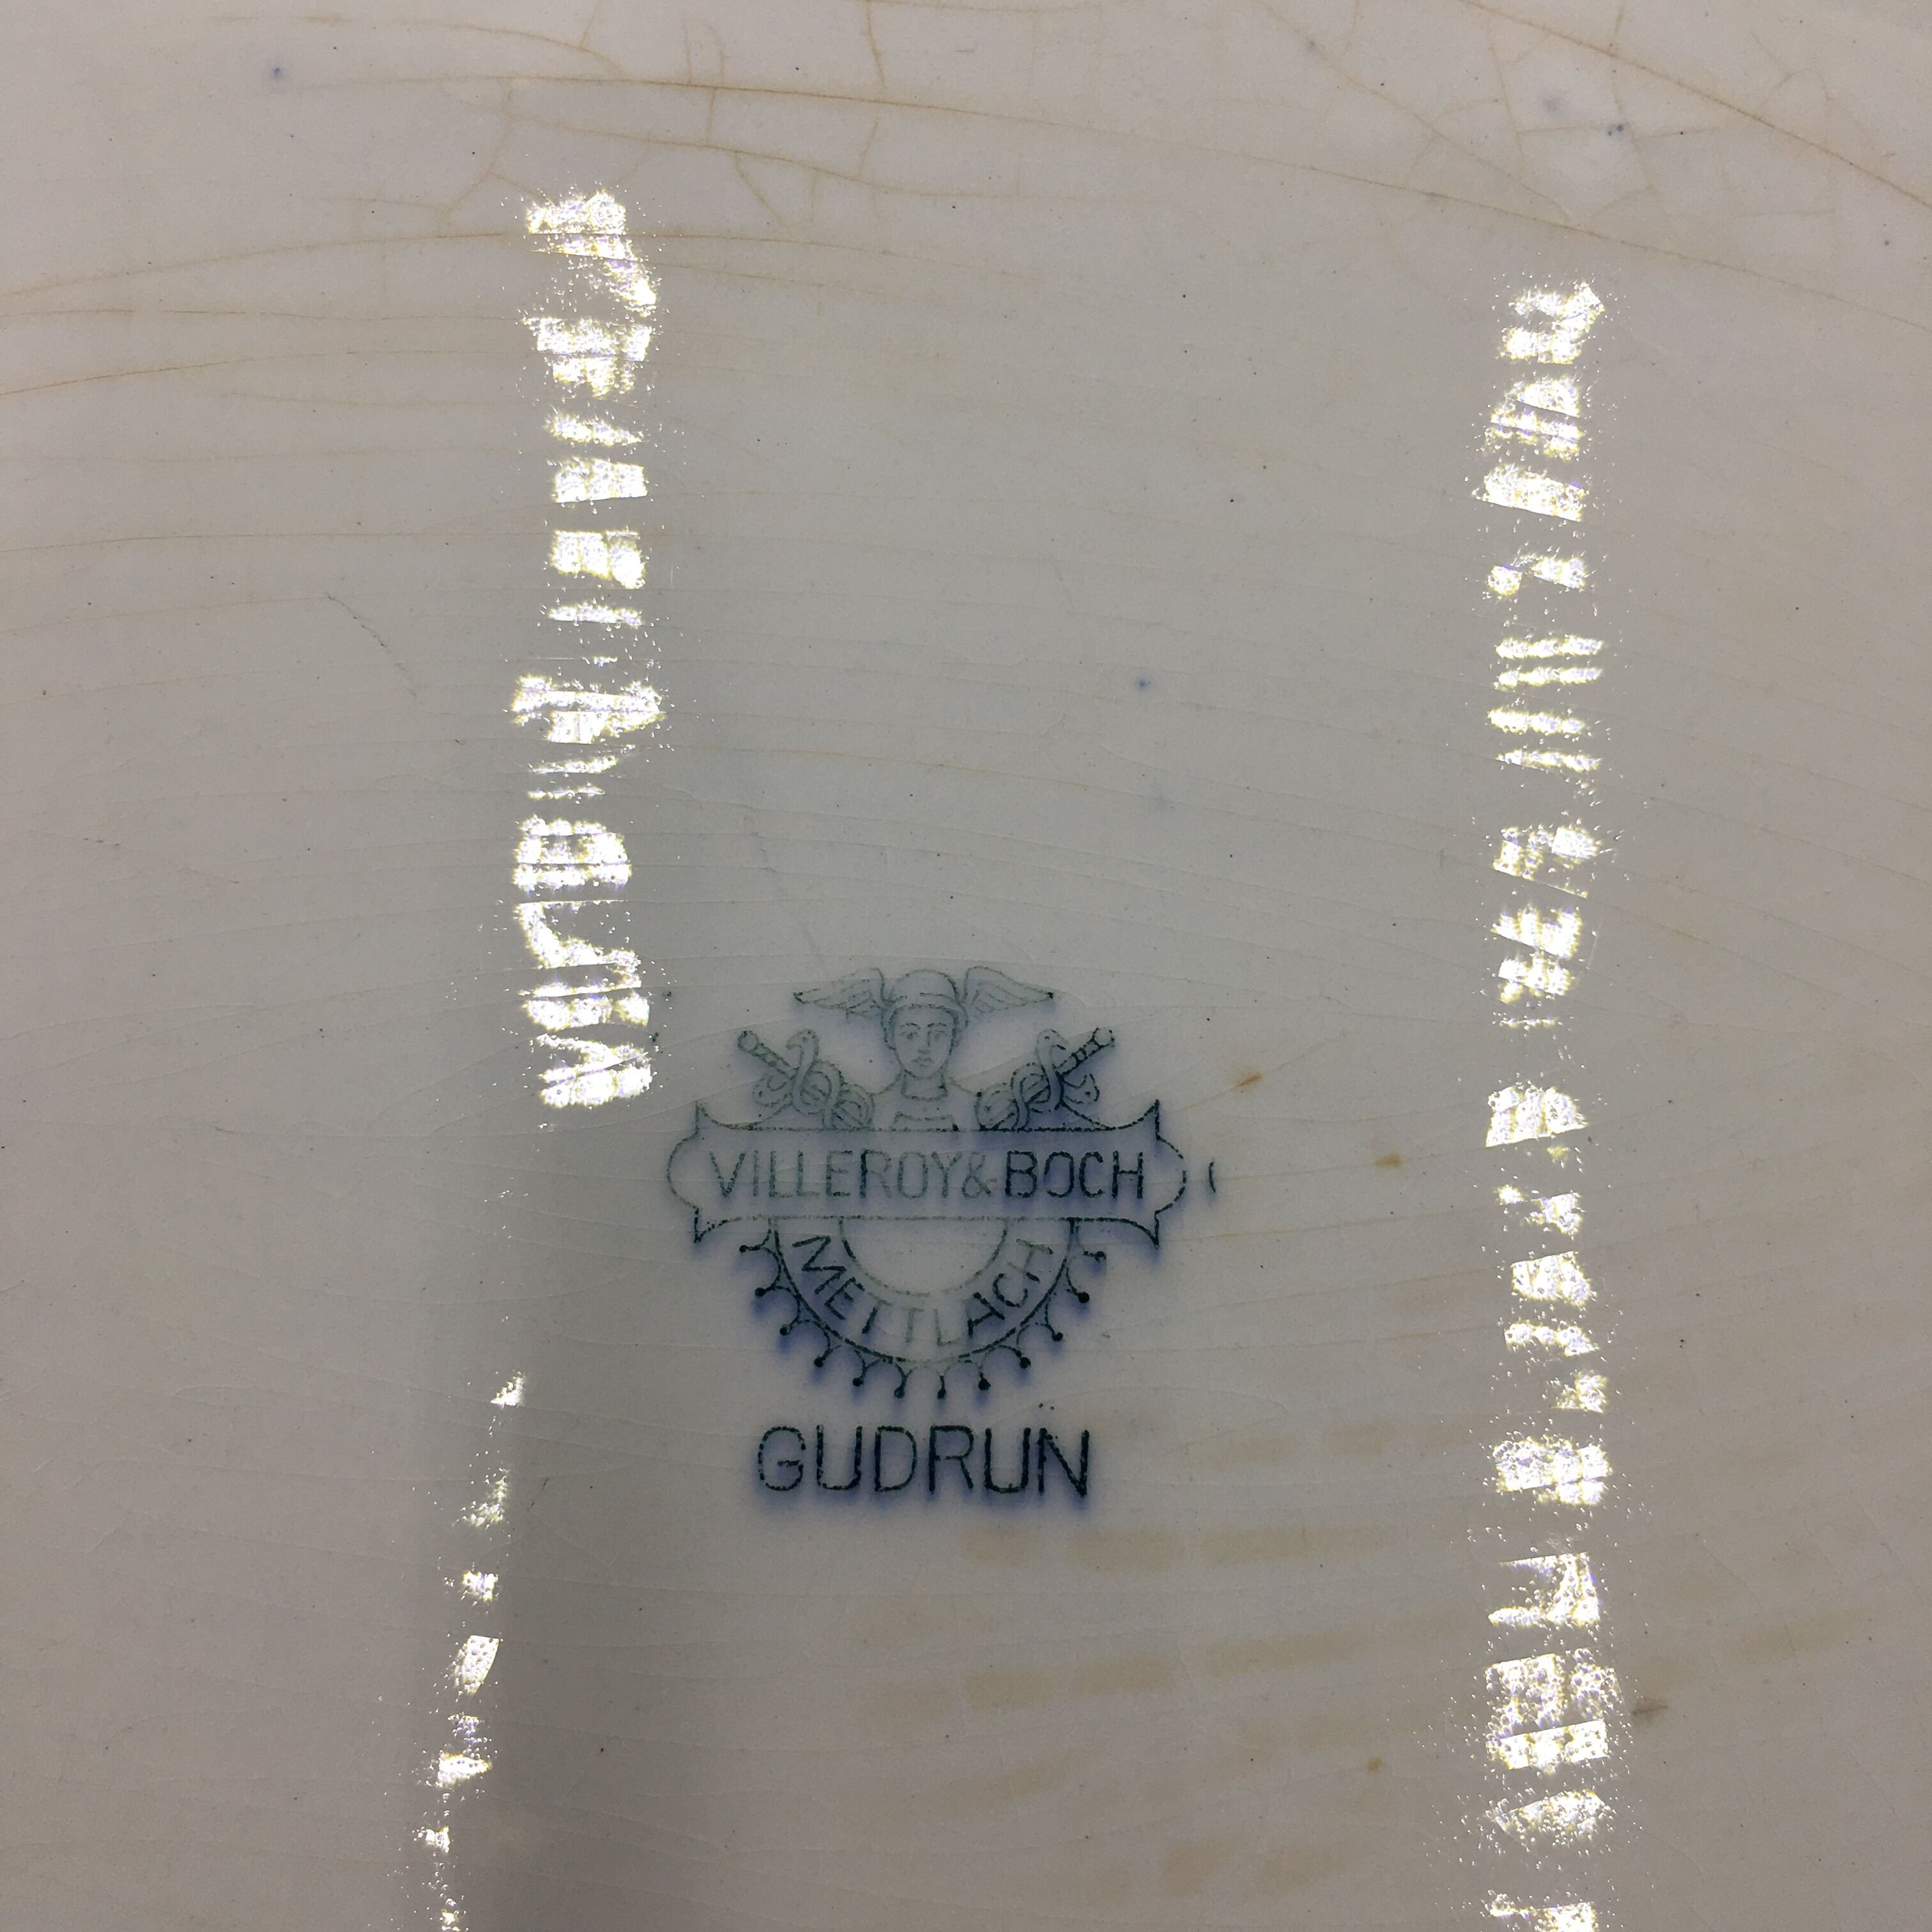 VILLEROY & BOCH
METTLACH
GUDRUN